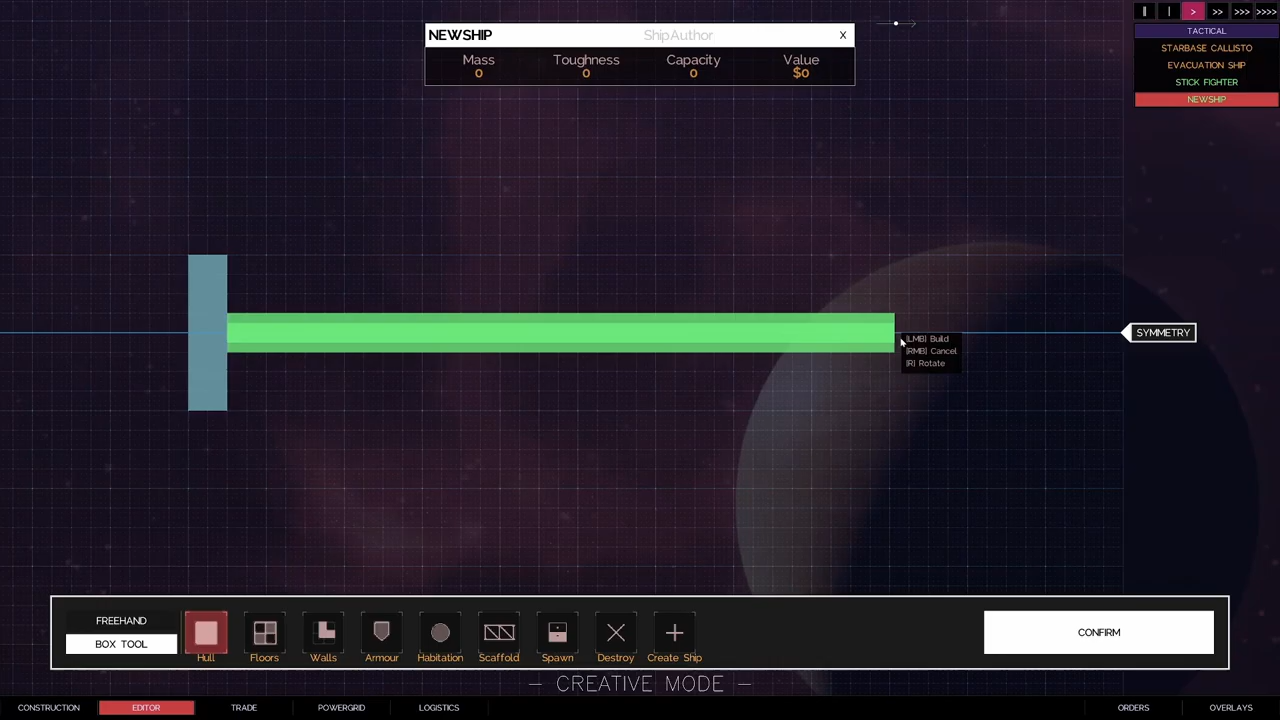 NEWSHIP
ShipAuthor
X
Mass
0
Toughness
0
Capacity
0
Value
$0
||
|
>
>>
>>>
>>>>
TACTICAL
STARBASE CALLISTO
EVACUATION SHIP
STICK FIGHTER
NEWSHIP
[LMB] Build
[RMB] Cancel
[R] Rotate
SYMMETRY
FREEHAND
BOX TOOL
Hull
Floors
Walls
Armour
Habitation
Scaffold
Spawn
Destroy
Create Ship
CONFIRM
— CREATIVE MODE —
CONSTRUCTION
EDITOR
TRADE
POWERGRID
LOGISTICS
ORDERS
OVERLAYS